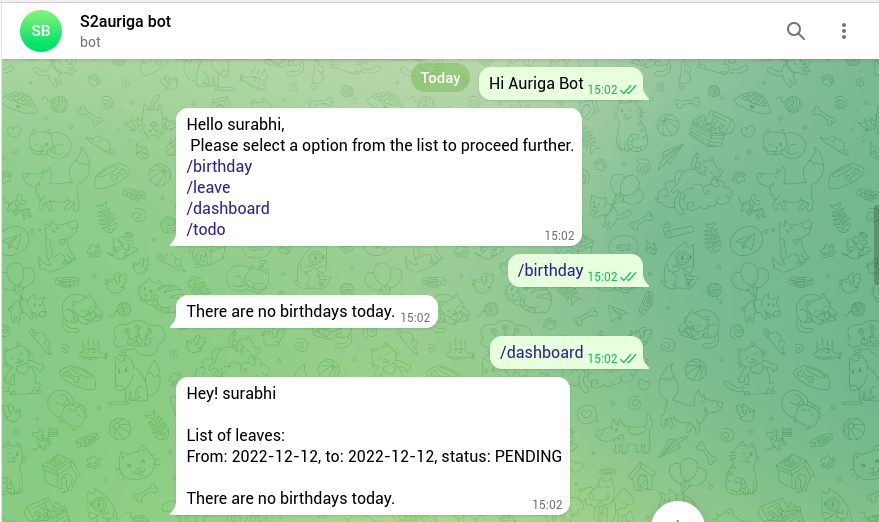 SB
S2auriga bot
bot
Today
Hi Auriga Bot 15:02
Hello surabhi,
Please select a option from the list to proceed further.
/birthday
/leave
/dashboard
/todo
15:02
/birthday 15:02
There are no birthdays today. 15:02
/dashboard 15:02
Hey! surabhi
List of leaves:
From: 2022-12-12, to: 2022-12-12, status: PENDING
There are no birthdays today.
15:02